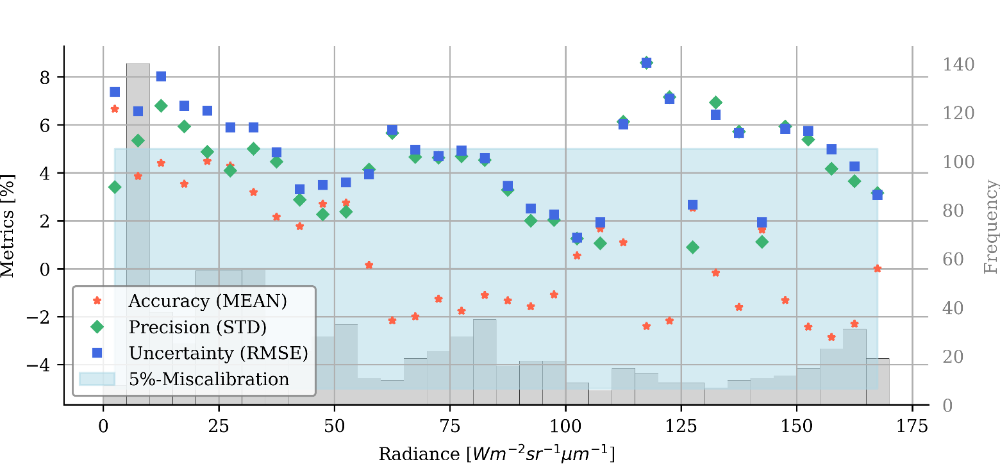 8
6
4
2
0
−2
−4
Metrics [%]
140
120
100
80
60
40
20
0
Frequency
Accuracy (MEAN)
Precision (STD)
Uncertainty (RMSE)
5%-Miscalibration
0 25 50 75 100 125 150 175
Radiance [Wm⁻²sr⁻¹μm⁻¹]